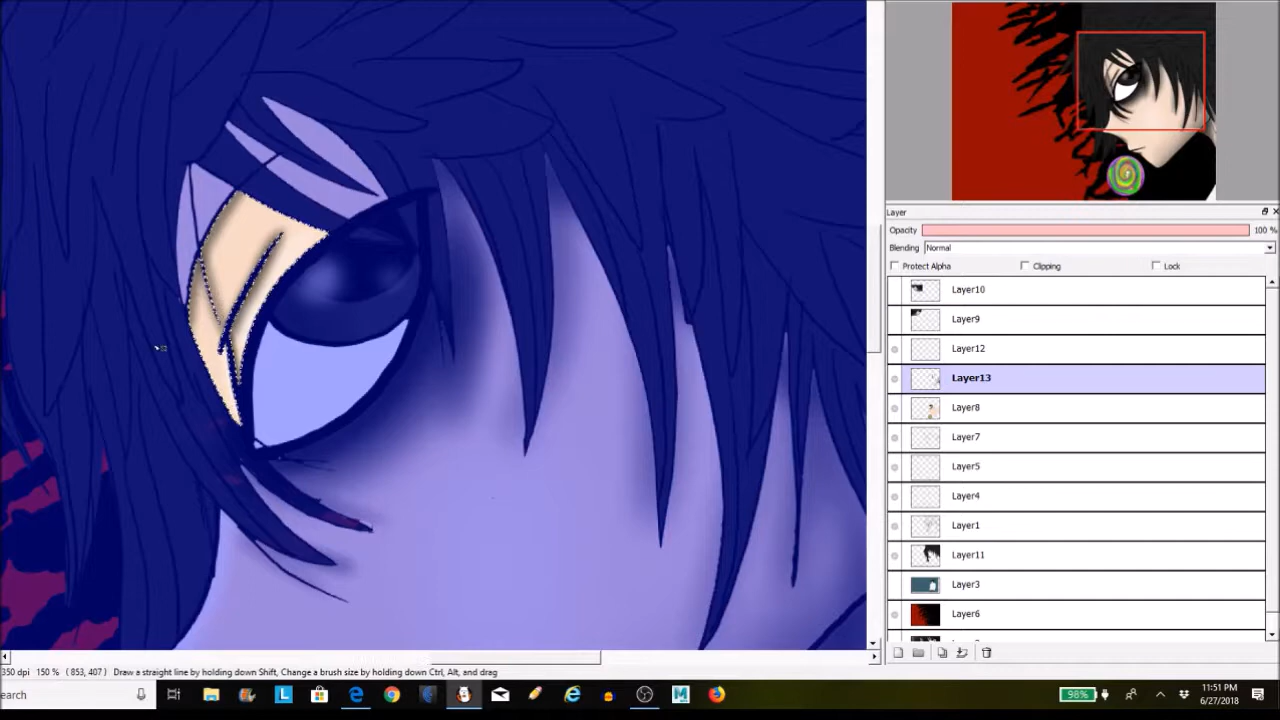 Layer
Opacity 100 %
Blending Normal
Protect Alpha Clipping Lock
Layer10
Layer9
Layer12
Layer13
Layer8
Layer7
Layer5
Layer4
Layer1
Layer11
Layer3
Layer6
350 dpi 150 % ( 853, 407) Draw a straight line by holding down Shift, Change a brush size by holding down Ctrl, Alt, and drag
earch
L
98%
11:51 PM
6/27/2018